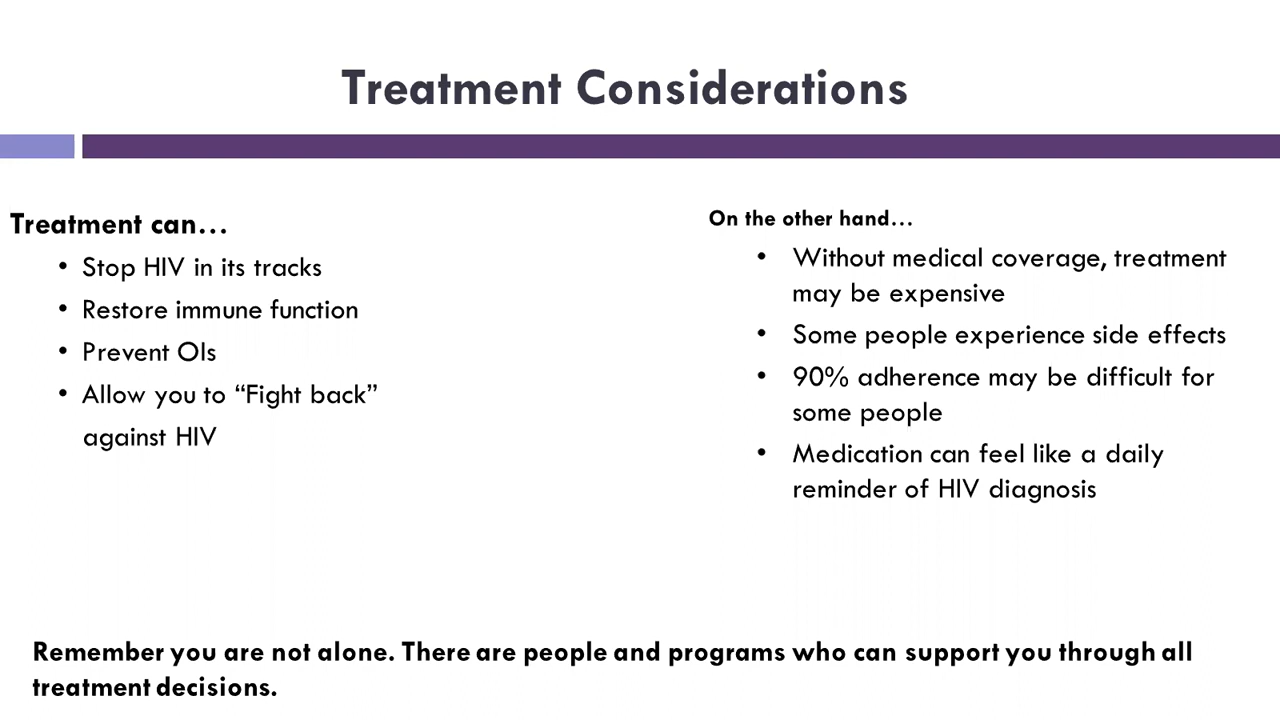 Treatment Considerations
Treatment can…
• Stop HIV in its tracks
• Restore immune function
• Prevent OIs
• Allow you to “Fight back”
against HIV
On the other hand…
• Without medical coverage, treatment
may be expensive
• Some people experience side effects
• 90% adherence may be difficult for
some people
• Medication can feel like a daily
reminder of HIV diagnosis
Remember you are not alone. There are people and programs who can support you through all
treatment decisions.